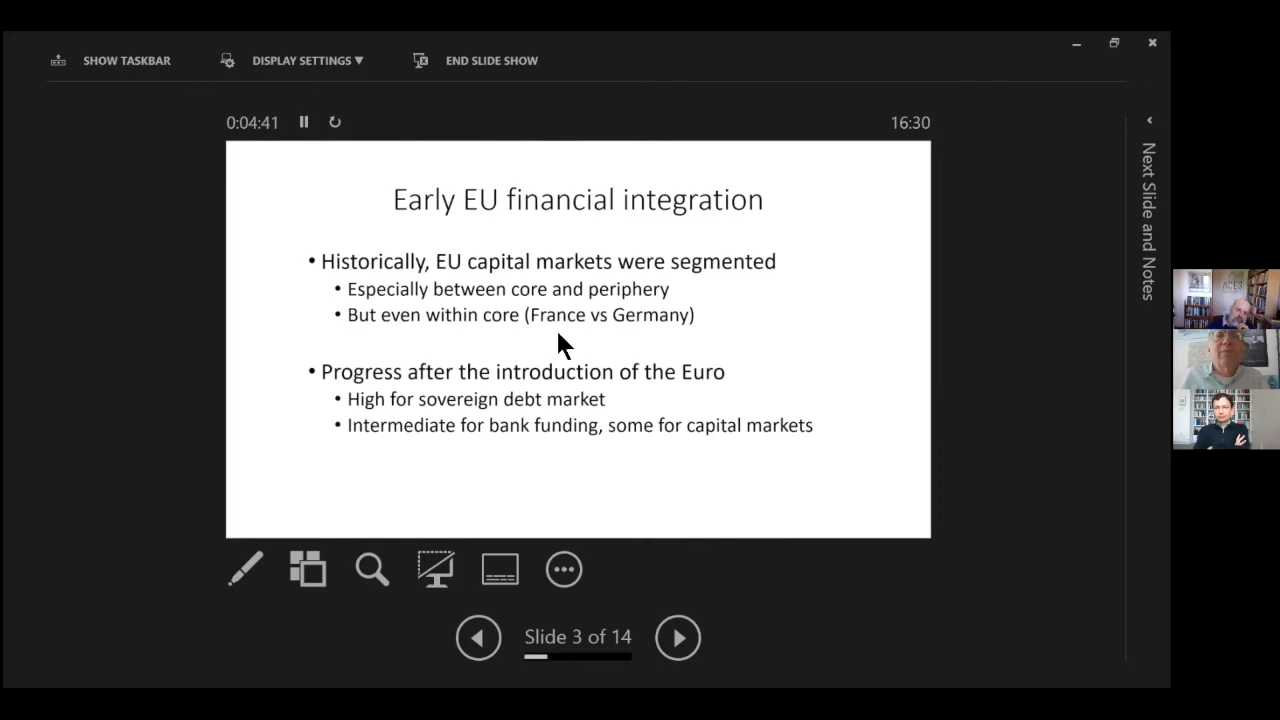 SHOW TASKBAR
DISPLAY SETTINGS ▼
END SLIDE SHOW
0:04:41
16:30
Early EU financial integration
• Historically, EU capital markets were segmented
• Especially between core and periphery
• But even within core (France vs Germany)
• Progress after the introduction of the Euro
• High for sovereign debt market
• Intermediate for bank funding, some for capital markets
Slide 3 of 14
Next Slide and Notes
ACES